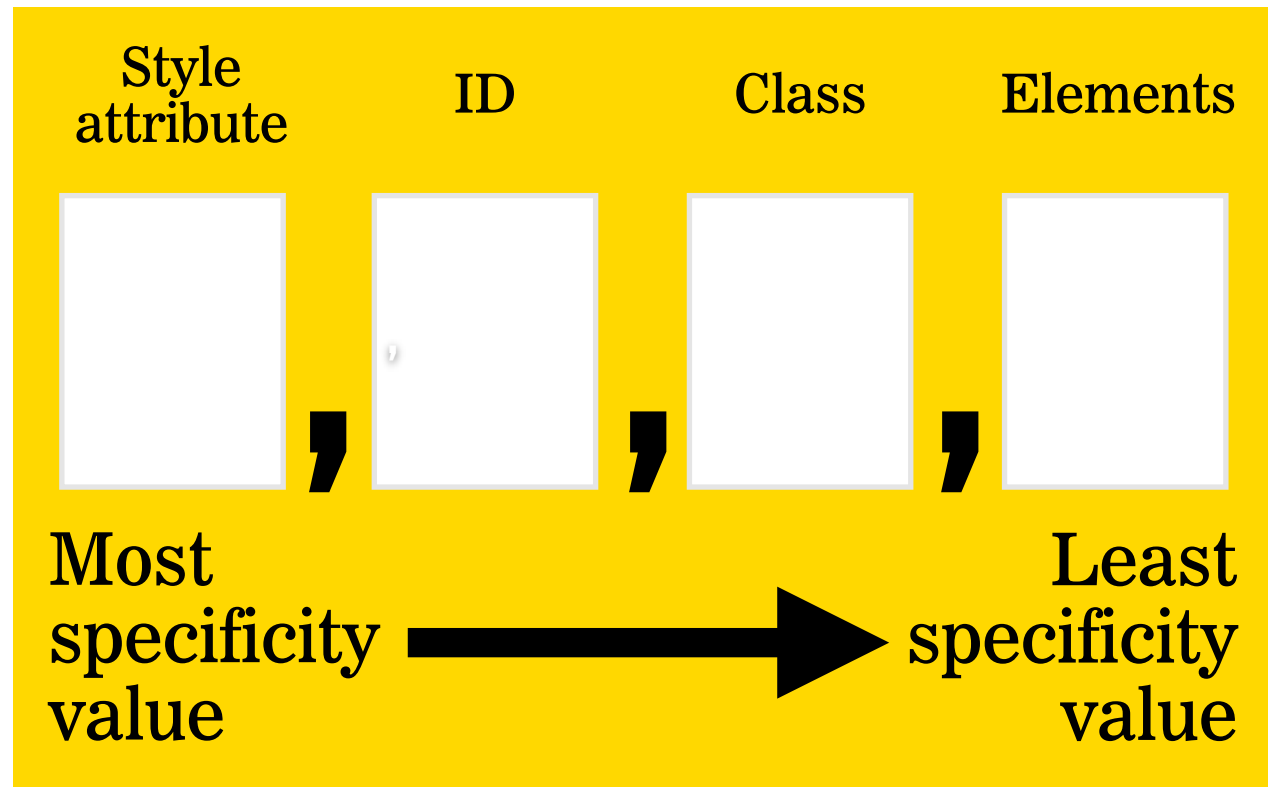 Style
attribute
ID
Class
Elements
,
, , ,
Most
specificity
value
Least
specificity
value